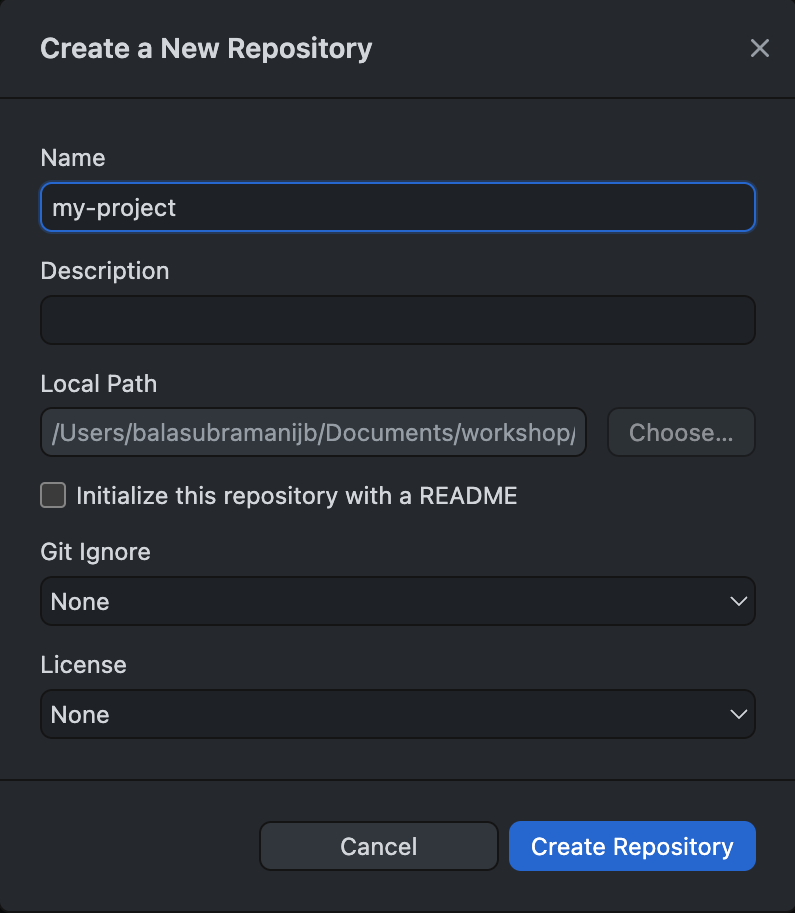 Create a New Repository
Name
my-project
Description
Local Path
/Users/balasubramanijb/Documents/workshop/
Choose...
Initialize this repository with a README
Git Ignore
None
License
None
Cancel
Create Repository